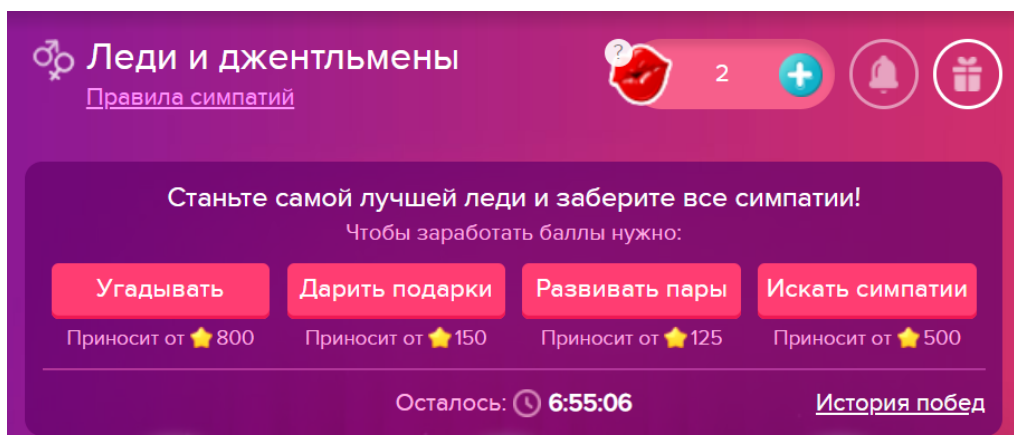 Леди и джентльмены
?
2
Правила симпатий
Станьте самой лучшей леди и заберите все симпатии!
Чтобы заработать баллы нужно:
Угадывать Дарить подарки Развивать пары Искать симпатии
Приносит от 800 Приносит от 150 Приносит от 125 Приносит от 500
Осталось: 6:55:06 История побед